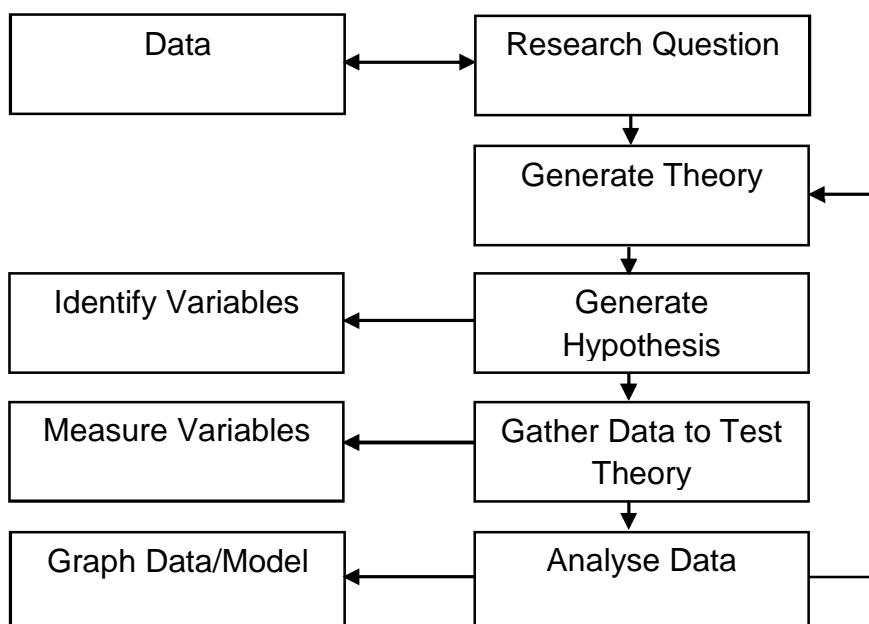 Data
Research Question
Generate Theory
Identify Variables
Generate
Hypothesis
Measure Variables
Gather Data to Test
Theory
Graph Data/Model
Analyse Data